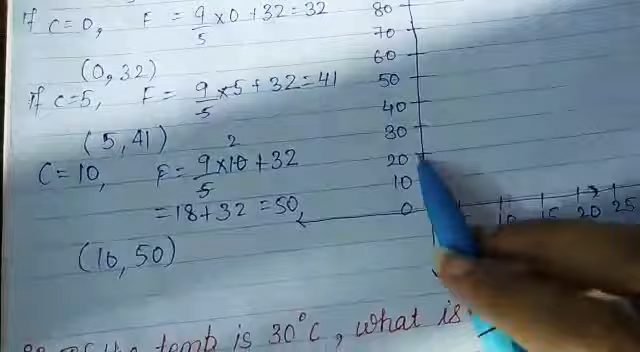 If C=0, F = 9/5 × 0 + 32 = 32
(0, 32)
If C=5, F = 9/5 × 5 + 32 = 41
(5, 41)
C = 10, F = 9/5 × 10 + 32
2
= 18 + 32 = 50,
(10, 50)
80
70
60
50
40
30
20
10
0
10 15 20 25
the temp is 30°C, what is